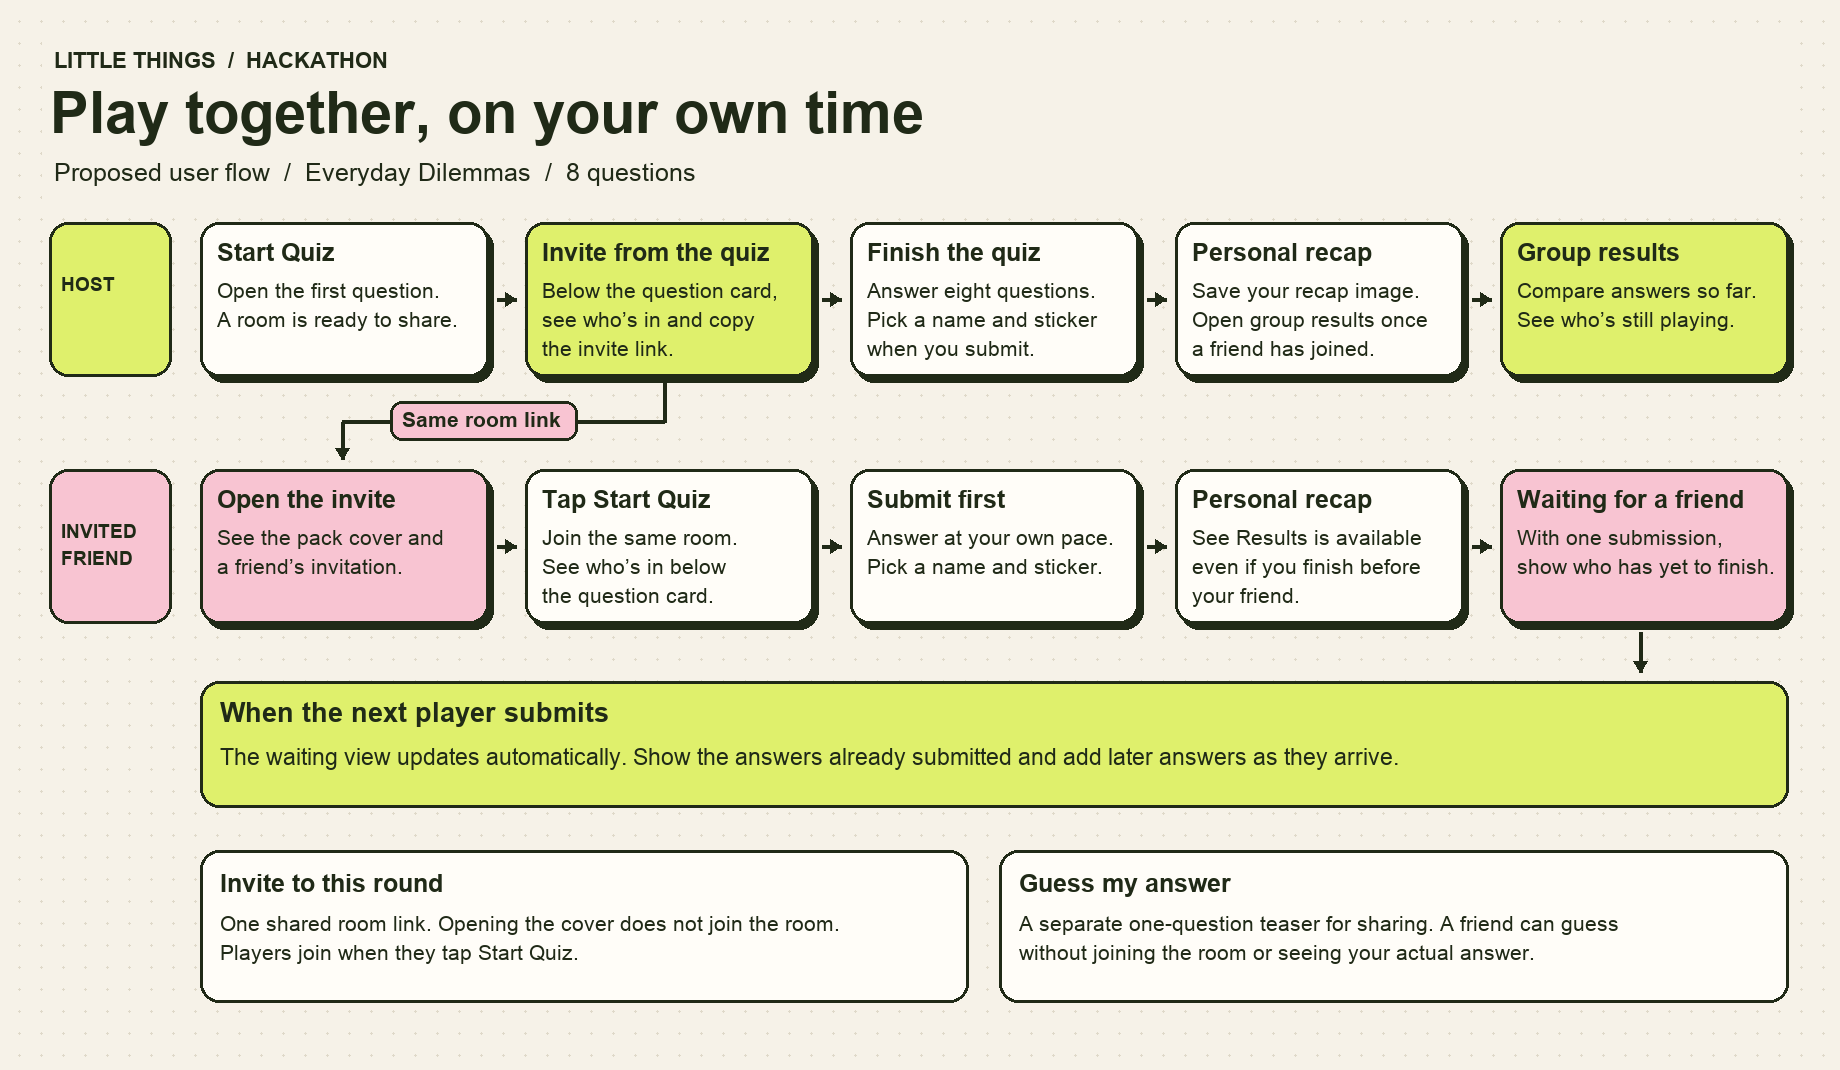 LITTLE THINGS / HACKATHON
Play together, on your own time
Proposed user flow / Everyday Dilemmas / 8 questions
HOST
Start Quiz
Open the first question.
A room is ready to share.
Invite from the quiz
Below the question card,
see who’s in and copy
the invite link.
Finish the quiz
Answer eight questions.
Pick a name and sticker
when you submit.
Personal recap
Save your recap image.
Open group results once
a friend has joined.
Group results
Compare answers so far.
See who’s still playing.
Same room link
INVITED
FRIEND
Open the invite
See the pack cover and
a friend’s invitation.
Tap Start Quiz
Join the same room.
See who’s in below
the question card.
Submit first
Answer at your own pace.
Pick a name and sticker.
Personal recap
See Results is available
even if you finish before
your friend.
Waiting for a friend
With one submission,
show who has yet to finish.
When the next player submits
The waiting view updates automatically. Show the answers already submitted and add later answers as they arrive.
Invite to this round
One shared room link. Opening the cover does not join the room.
Players join when they tap Start Quiz.
Guess my answer
A separate one-question teaser for sharing. A friend can guess
without joining the room or seeing your actual answer.